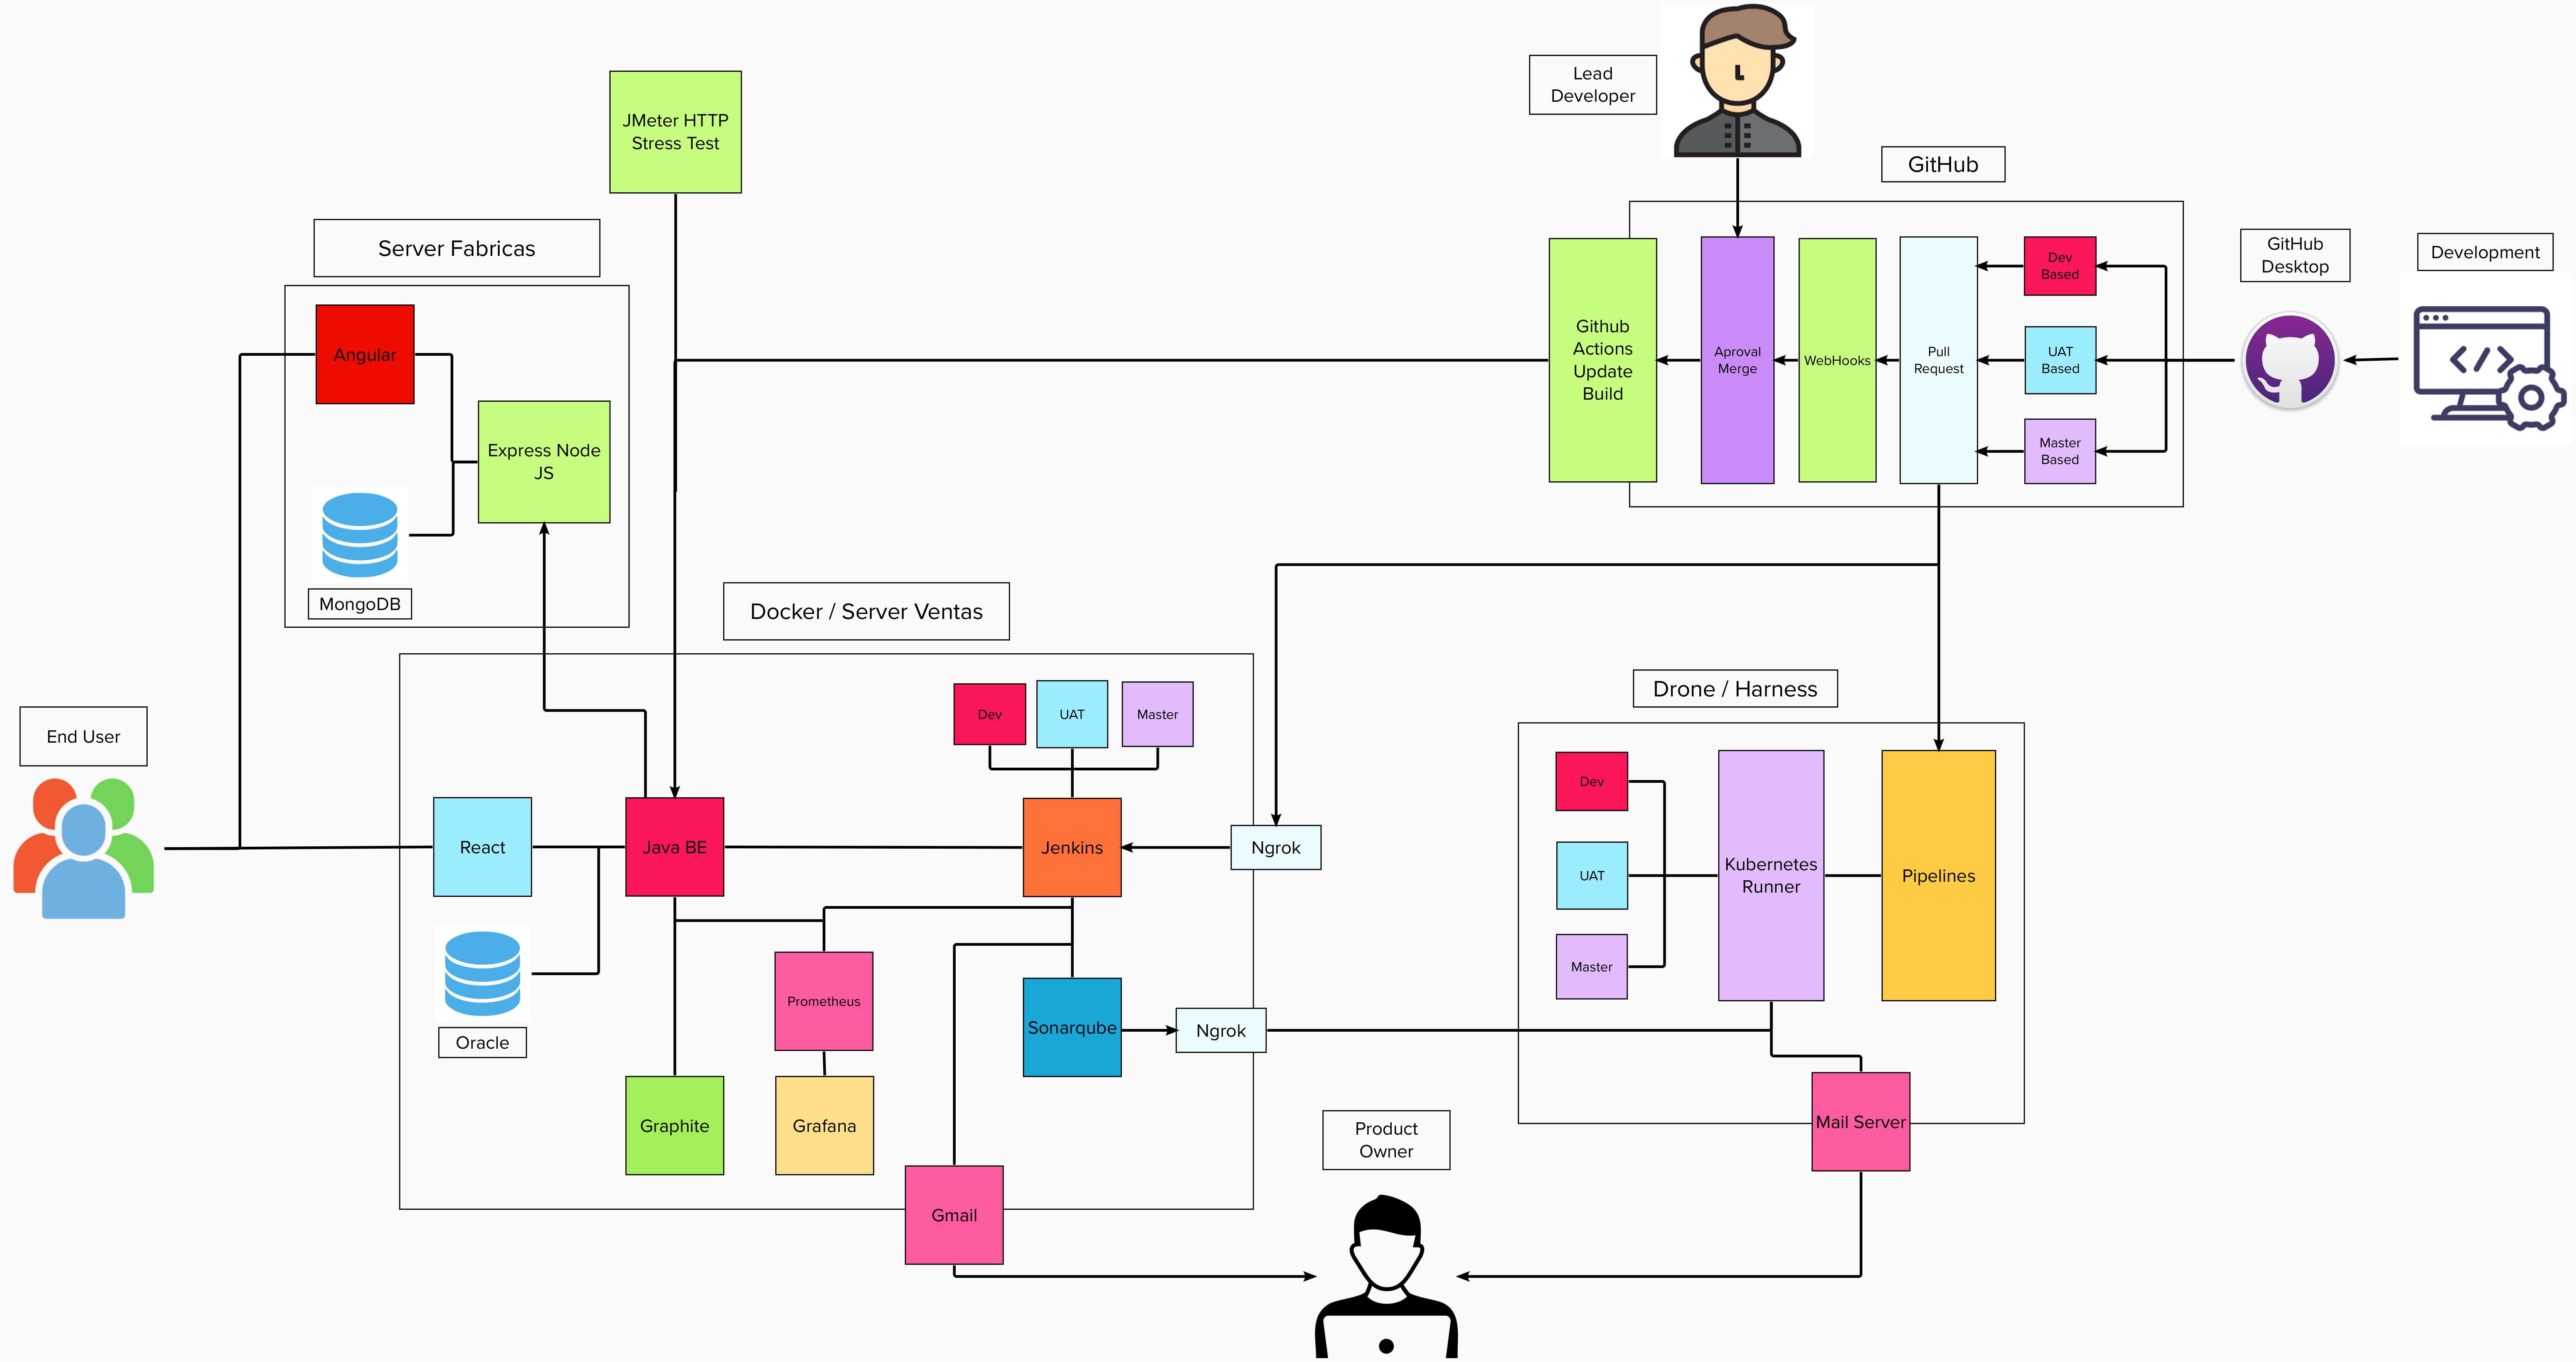 Lead
Developer
JMeter HTTP
Stress Test
GitHub
Server Fabricas
GitHub
Desktop
Development
Angular
Express Node
JS
MongoDB
Github
Actions
Update
Build
Aproval
Merge
WebHooks
Pull
Request
Dev
Based
UAT
Based
Master
Based
Docker / Server Ventas
Drone / Harness
End User
Dev
UAT
Master
React
Java BE
Jenkins
Ngrok
Dev
UAT
Master
Kubernetes
Runner
Pipelines
Oracle
Prometheus
Sonarqube
Ngrok
Graphite
Grafana
Gmail
Product
Owner
Mail Server